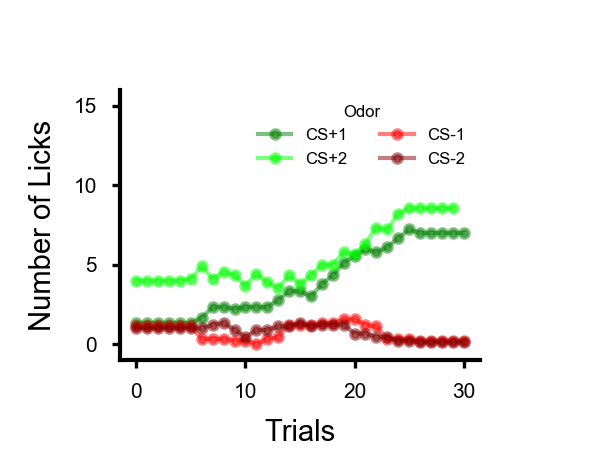 Odor
CS+1 CS-1
CS+2 CS-2
Number of Licks
15
10
5
0
0 10 20 30
Trials